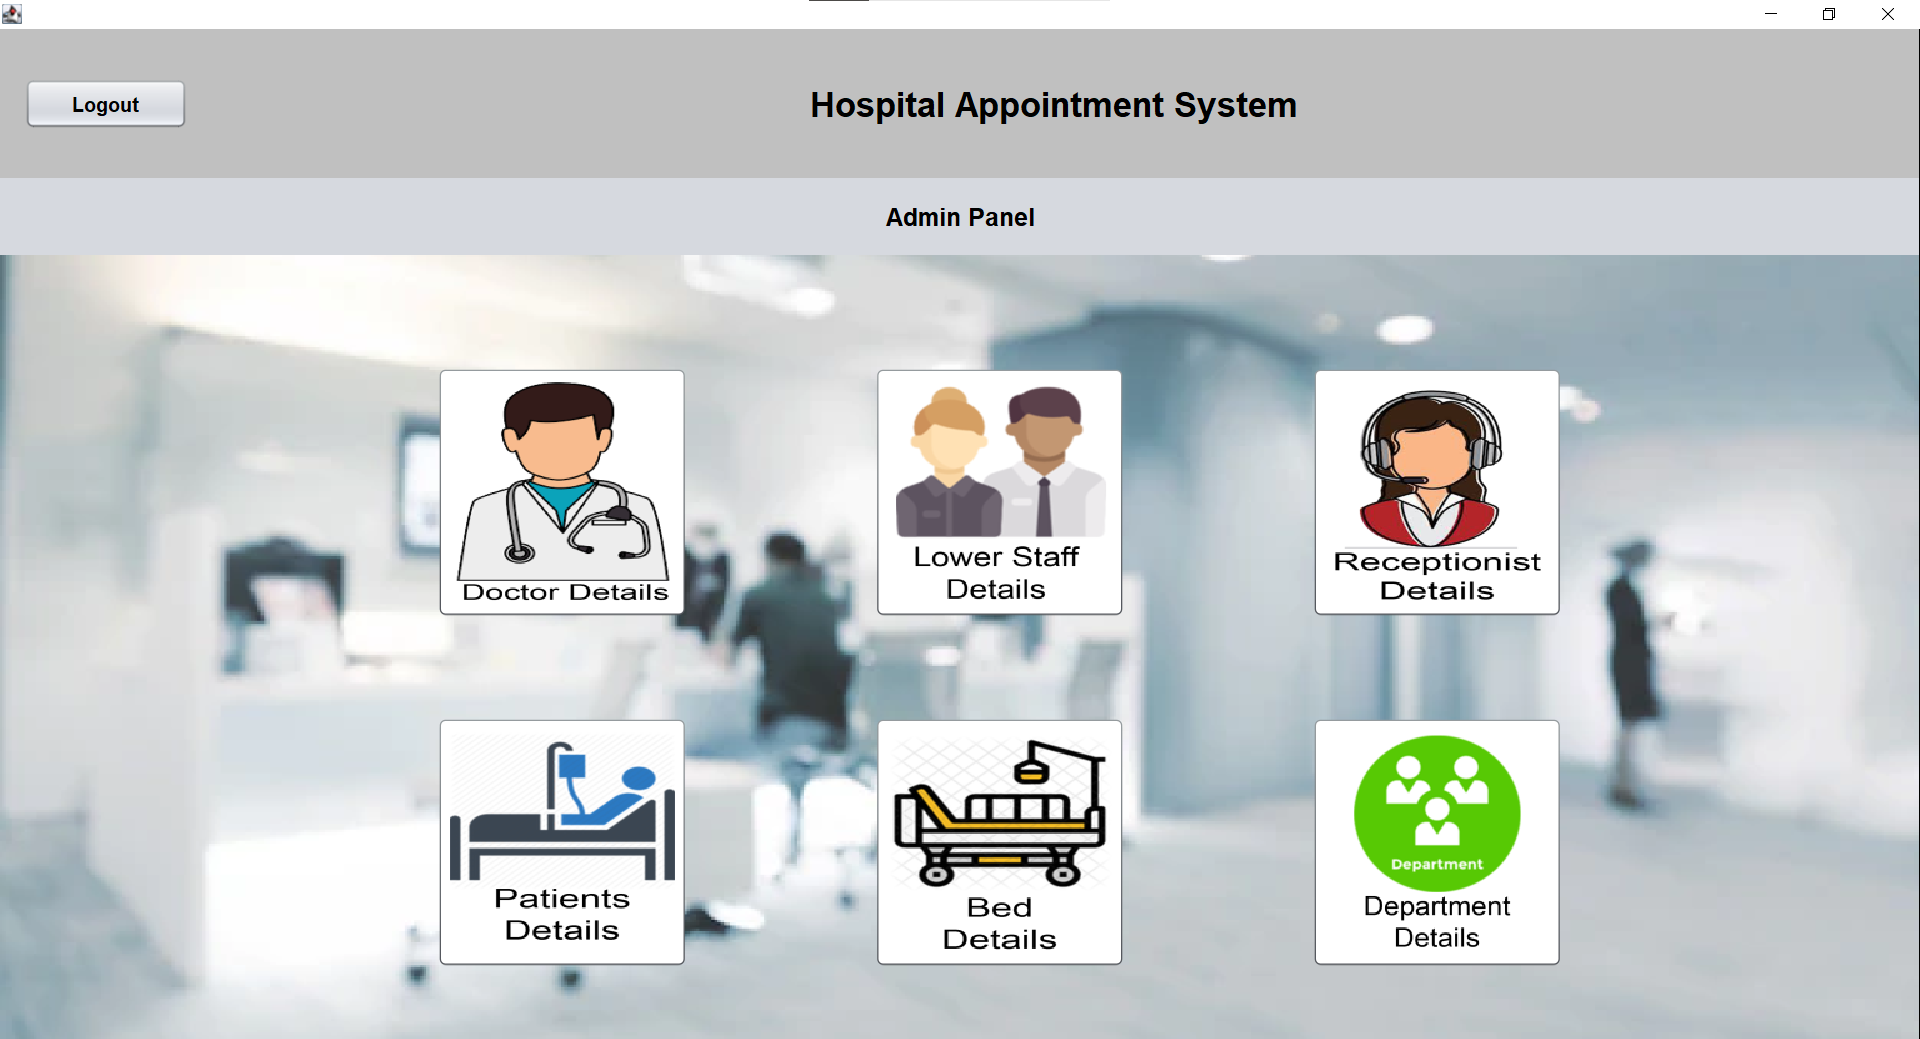 Logout
Hospital Appointment System
Admin Panel
Doctor Details
Lower Staff
Details
Receptionist
Details
Patients
Details
Bed
Details
Department
Department
Details